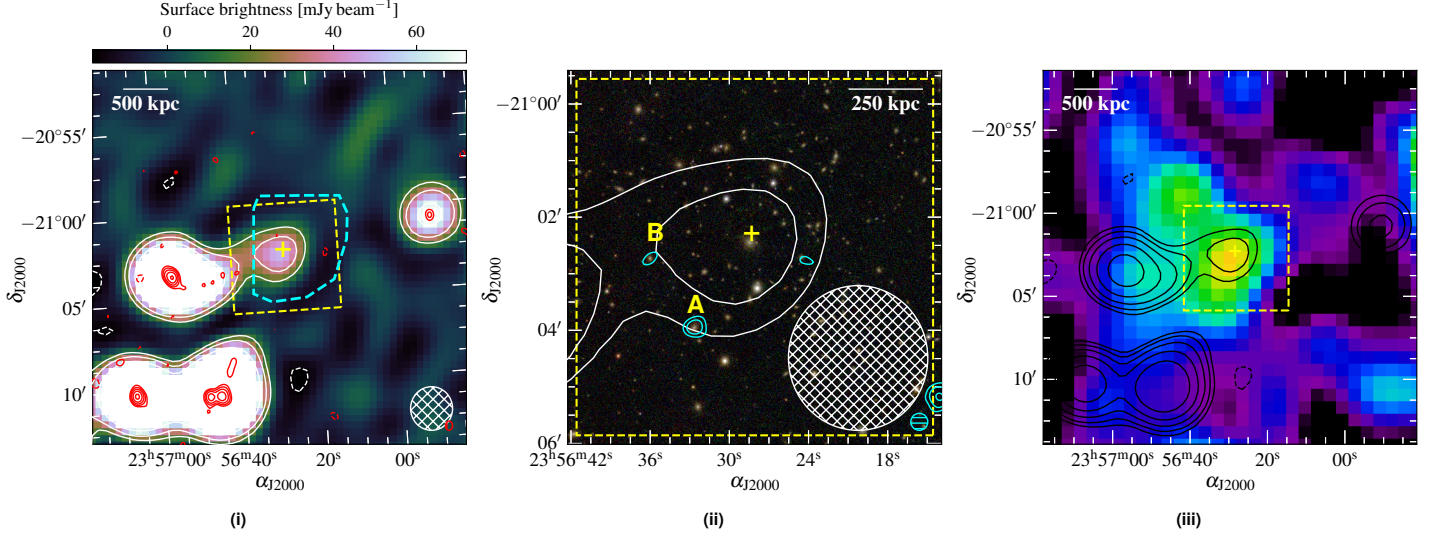 Surface brightness [mJy beam⁻¹]
0 20 40 60
500 kpc
−20°55′
−21°00′
05′
10′
δJ2000
23ʰ57ᵐ00ˢ 56ᵐ40ˢ 20ˢ 00ˢ
αJ2000
(i)
250 kpc
−21°00′
02′
04′
06′
δJ2000
B
A
23ʰ56ᵐ42ˢ 36ˢ 30ˢ 24ˢ 18ˢ
αJ2000
(ii)
500 kpc
−20°55′
−21°00′
05′
10′
δJ2000
23ʰ57ᵐ00ˢ 56ᵐ40ˢ 20ˢ 00ˢ
αJ2000
(iii)